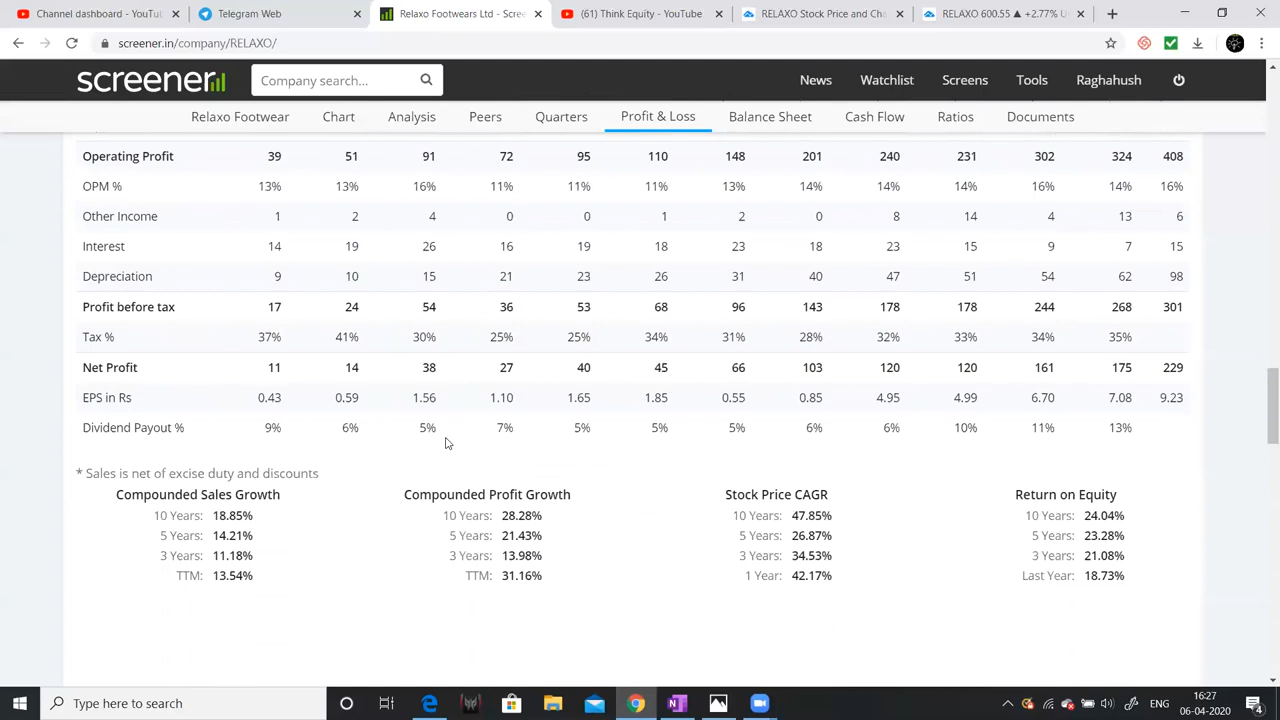 Channel dashboard - YouTu
Telegram Web
Relaxo Footwears Ltd - Scree
(61) Think Equity - YouTube
RELAXO Stock Price and Cha
RELAXO 600.55 ▲ +2.77% U
screener.in/company/RELAXO/
screener
Company search...
News Watchlist Screens Tools Raghahush
Relaxo Footwear Chart Analysis Peers Quarters Profit & Loss Balance Sheet Cash Flow Ratios Documents
Operating Profit 39 51 91 72 95 110 148 201 240 231 302 324 408
OPM % 13% 13% 16% 11% 11% 11% 13% 14% 14% 14% 16% 14% 16%
Other Income 1 2 4 0 0 1 2 0 8 14 4 13 6
Interest 14 19 26 16 19 18 23 18 23 15 9 7 15
Depreciation 9 10 15 21 23 26 31 40 47 51 54 62 98
Profit before tax 17 24 54 36 53 68 96 143 178 178 244 268 301
Tax % 37% 41% 30% 25% 25% 34% 31% 28% 32% 33% 34% 35%
Net Profit 11 14 38 27 40 45 66 103 120 120 161 175 229
EPS in Rs 0.43 0.59 1.56 1.10 1.65 1.85 0.55 0.85 4.95 4.99 6.70 7.08 9.23
Dividend Payout % 9% 6% 5% 7% 5% 5% 5% 6% 6% 10% 11% 13%
* Sales is net of excise duty and discounts
Compounded Sales Growth Compounded Profit Growth Stock Price CAGR Return on Equity
10 Years: 18.85% 10 Years: 28.28% 10 Years: 47.85% 10 Years: 24.04%
5 Years: 14.21% 5 Years: 21.43% 5 Years: 26.87% 5 Years: 23.28%
3 Years: 11.18% 3 Years: 13.98% 3 Years: 34.53% 3 Years: 21.08%
TTM: 13.54% TTM: 31.16% 1 Year: 42.17% Last Year: 18.73%
Type here to search
ENG
16:27
06-04-2020
4